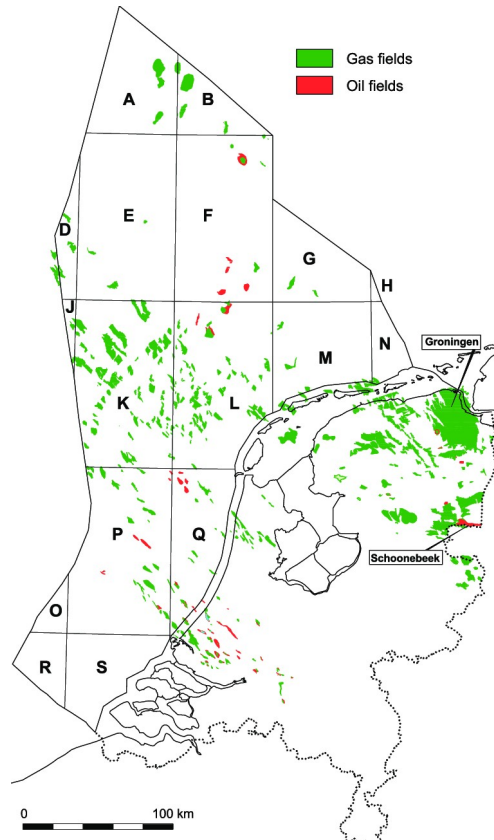 Gas fields
Oil fields
A
B
D
E
F
G
H
J
K
L
M
N
Groningen
P
Q
Schoonebeek
O
R
S
0 100 km